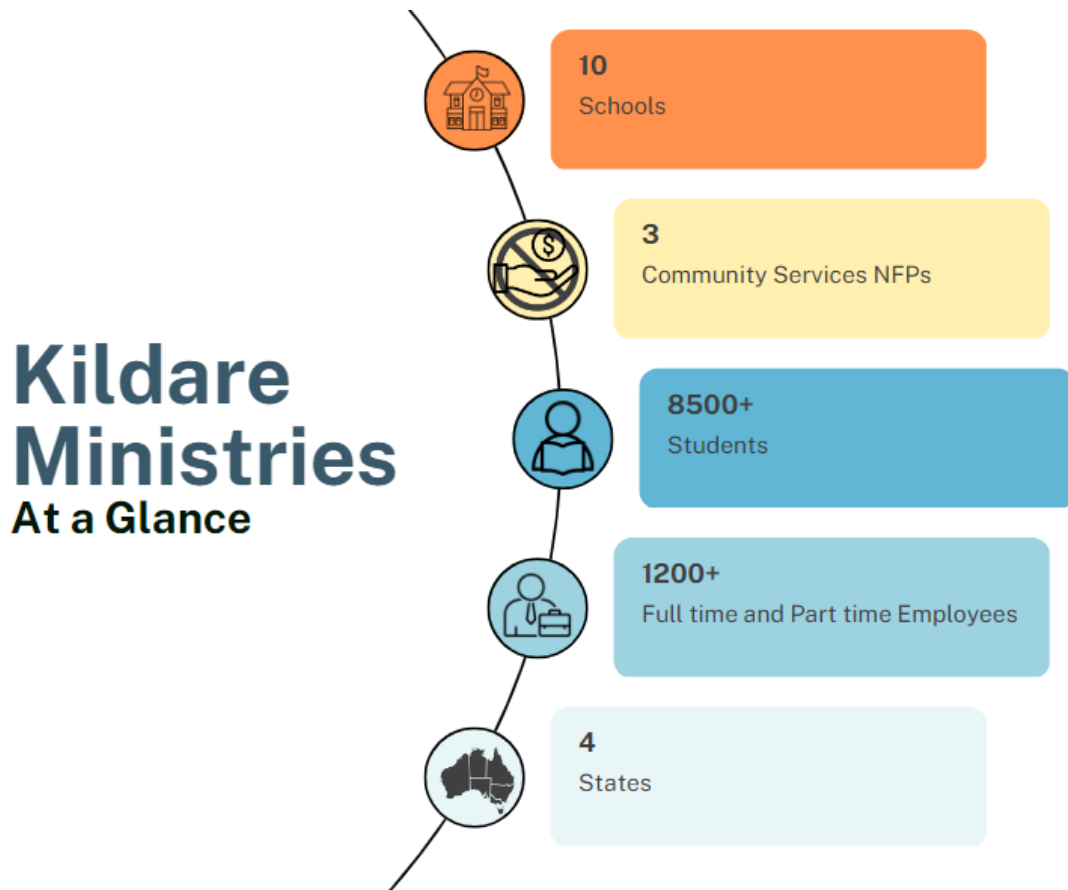 Kildare
Ministries
At a Glance
10
Schools
3
Community Services NFPs
$
8500+
Students
1200+
Full time and Part time Employees
4
States